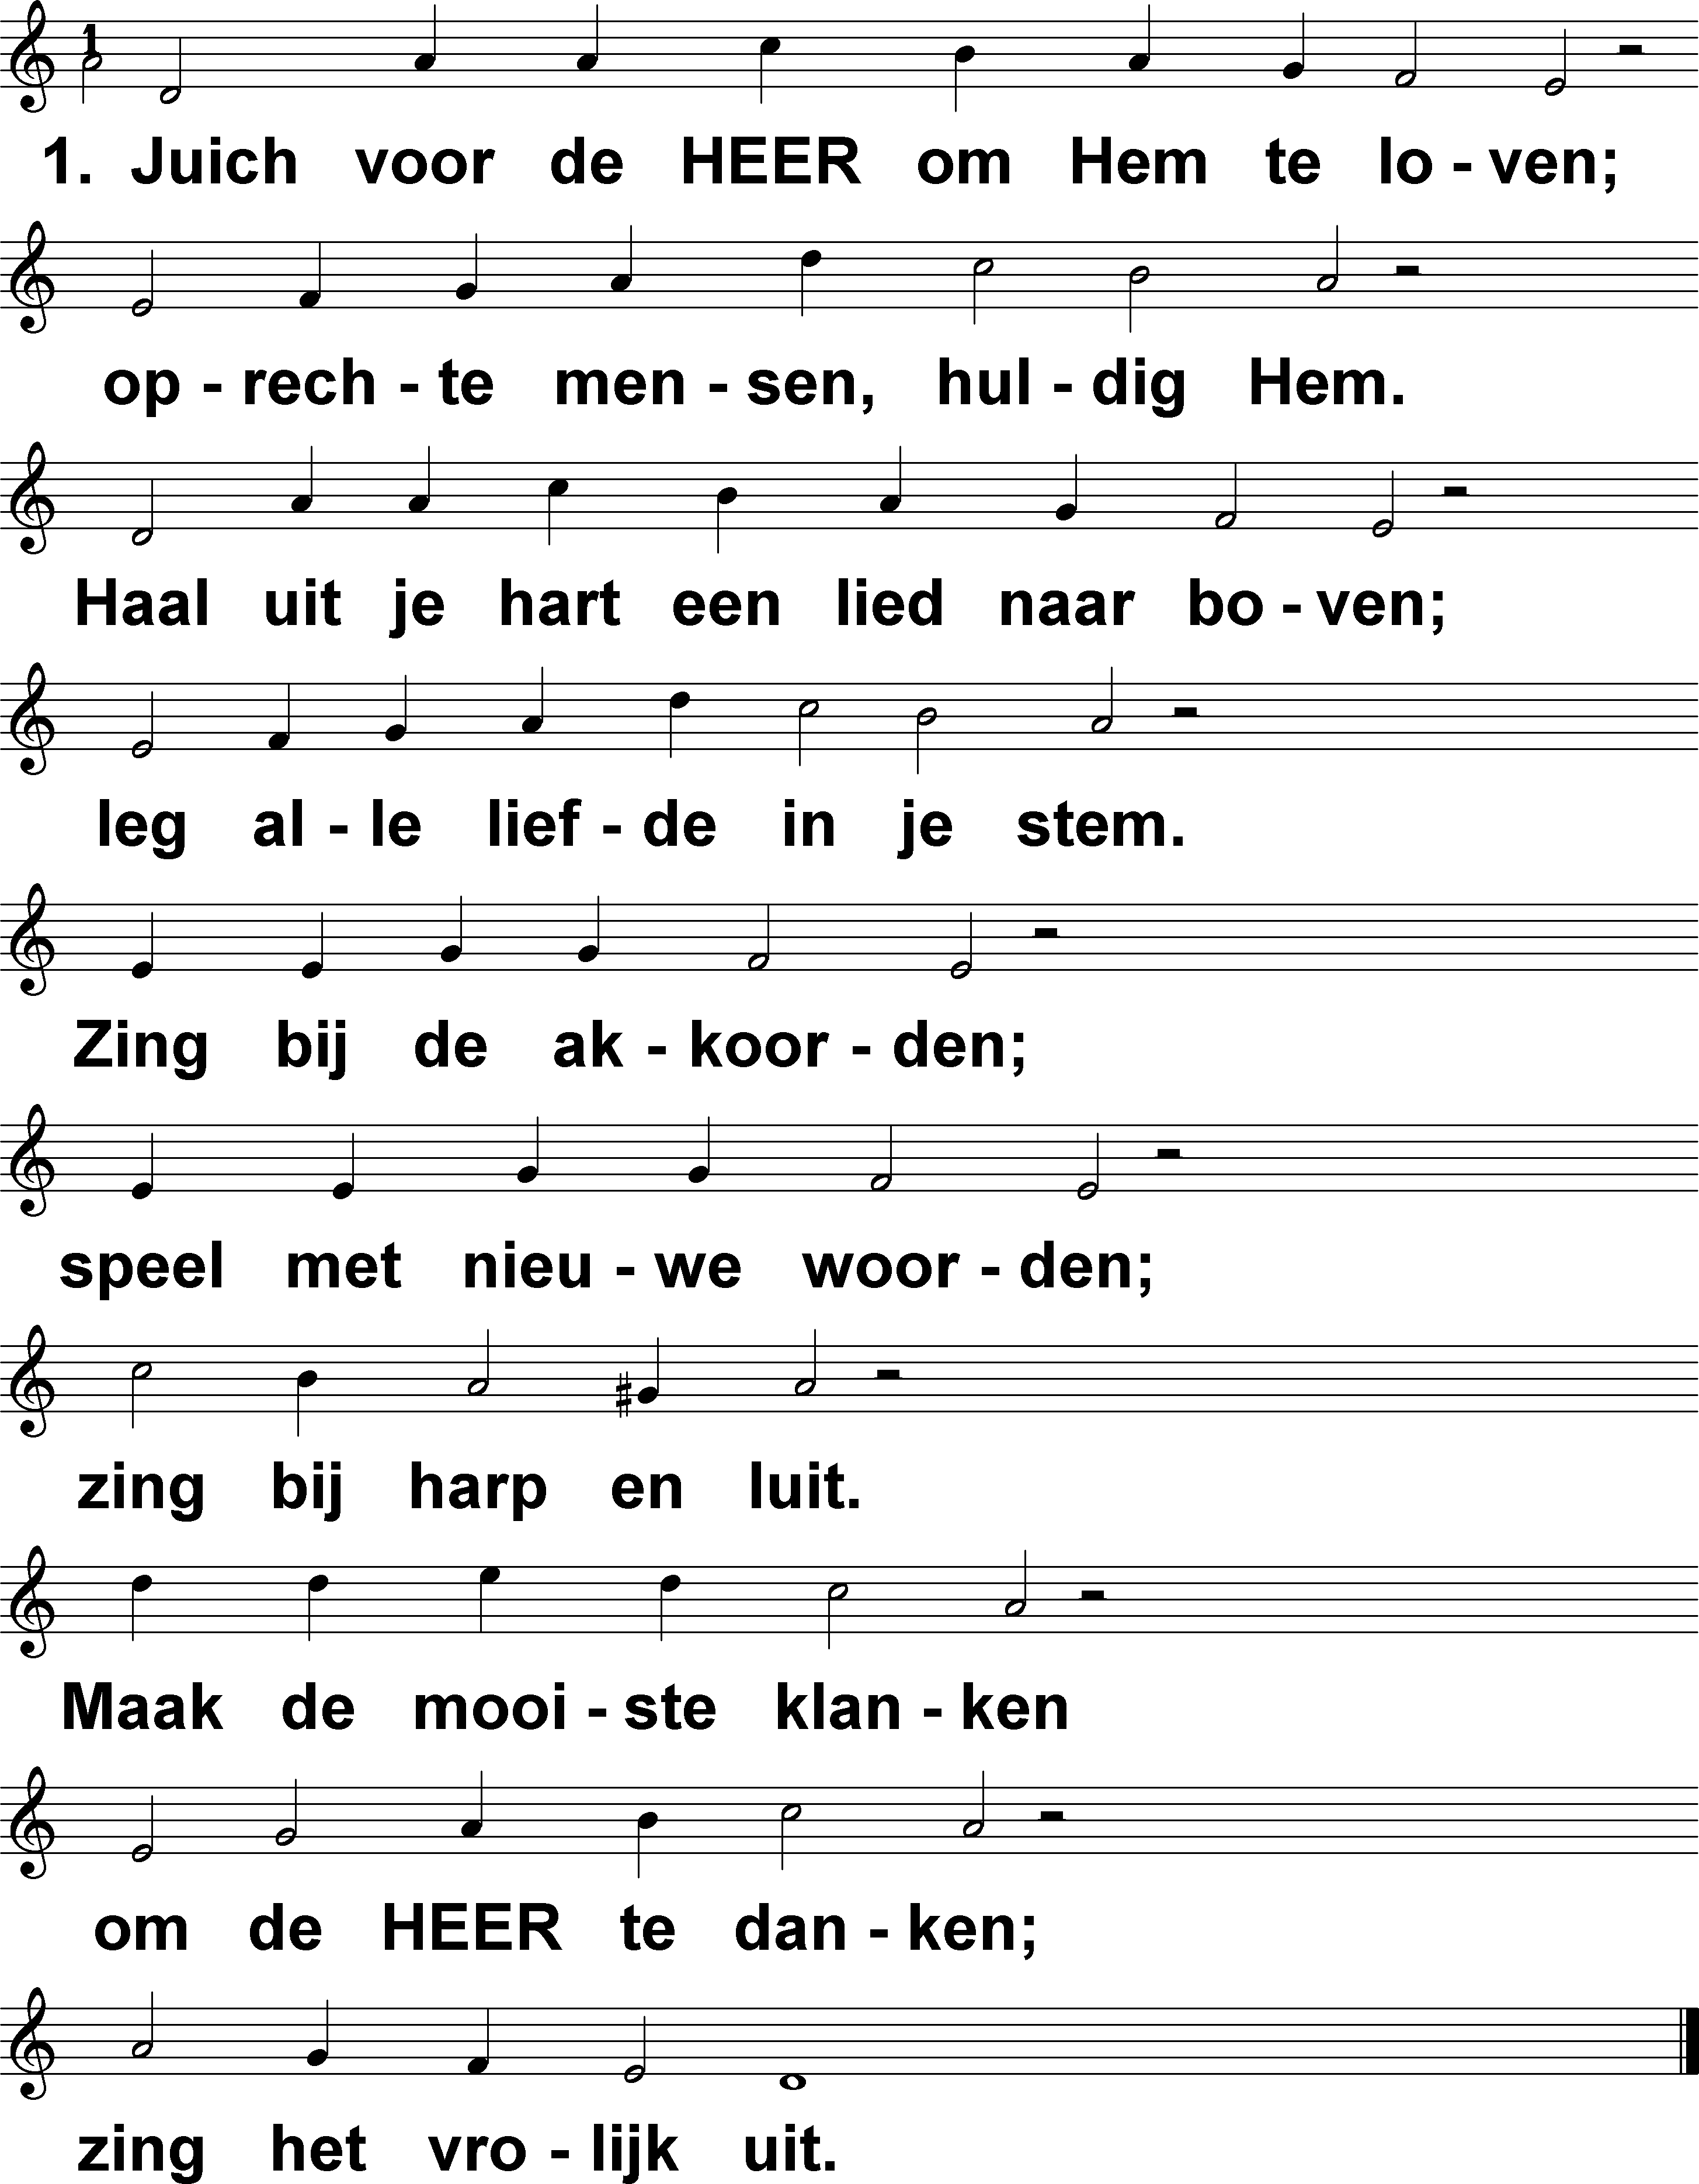 1
1. Juich voor de HEER om Hem te lo - ven;
op - rech - te men - sen, hul - dig Hem.
Haal uit je hart een lied naar bo - ven;
leg al - le lief - de in je stem.
Zing bij de ak - koor - den;
speel met nieu - we woor - den;
zing bij harp en luit.
Maak de mooi - ste klan - ken
om de HEER te dan - ken;
zing het vro - lijk uit.